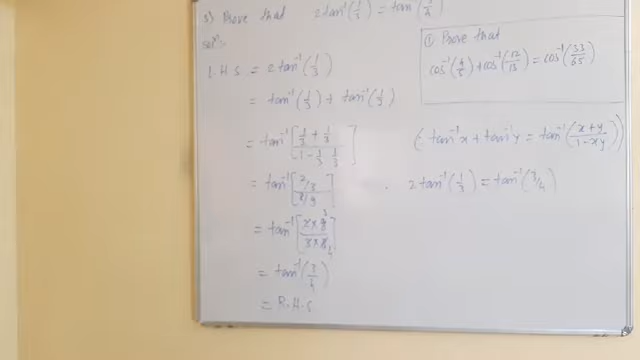 3) Prove that 2tan⁻¹(1/3) = tan⁻¹(3/4)
Solⁿ:-
L.H.S = 2tan⁻¹(1/3)
= tan⁻¹(1/3) + tan⁻¹(1/3)
= tan⁻¹[(1/3 + 1/3)/(1 - 1/3 · 1/3)]
= tan⁻¹[(2/3)/(8/9)]
= tan⁻¹[(2×9 3)/(3×8 4)]
= tan⁻¹(3/4)
= R.H.S
① Prove that
cos⁻¹(4/5) + cos⁻¹(12/13) = cos⁻¹(33/65)
(∵ tan⁻¹x + tan⁻¹y = tan⁻¹((x+y)/(1-xy)))
∴ 2tan⁻¹(1/3) = tan⁻¹(3/4)